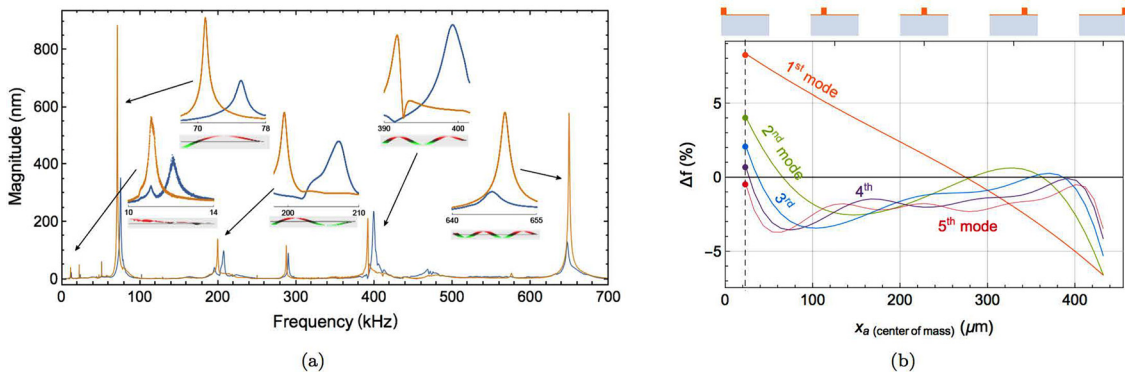 800
600
400
200
0
Magnitude (nm)
70 78
10 14
200 210
390 400
640 655
0 100 200 300 400 500 600 700
Frequency (kHz)
(a)
5
0
−5
Δf (%)
1st mode
2nd mode
3rd
4th
5th mode
0 100 200 300 400
xa (center of mass) (μm)
(b)